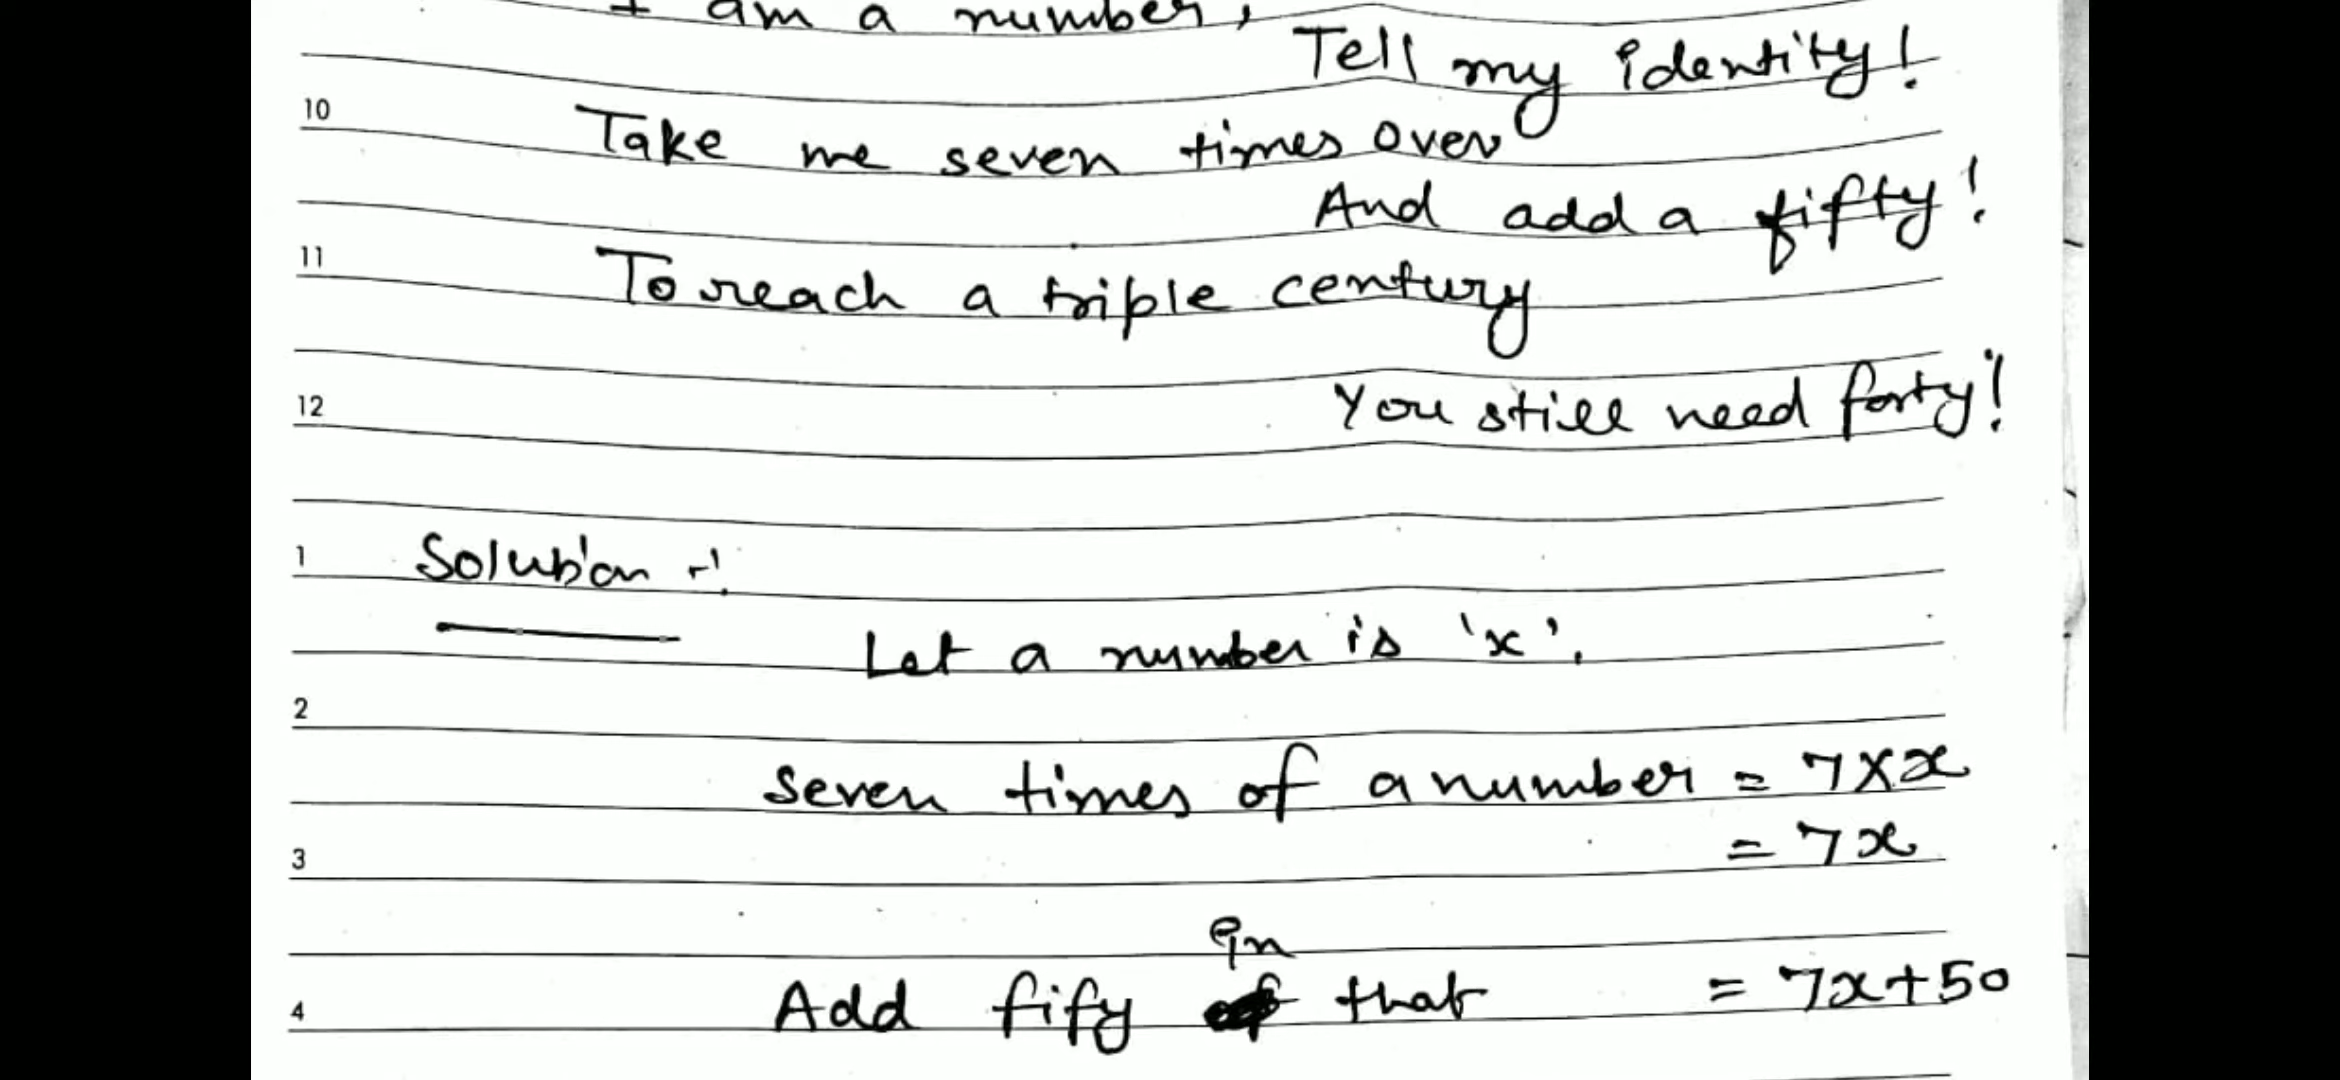 I am a number,
Tell my identity!
10
Take me seven times over
And add a fifty!
11
To reach a triple century
12
You still need forty!
1
Solution :-
Let a number is 'x'.
2
seven times of a number = 7×x
= 7x
3
in
4
Add fify that = 7x+50